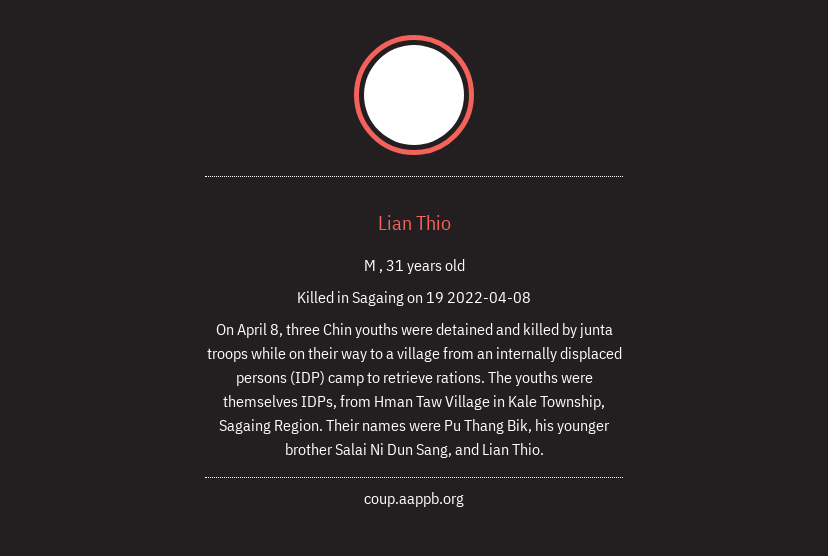 Lian Thio
M , 31 years old
Killed in Sagaing on 19 2022-04-08
On April 8, three Chin youths were detained and killed by junta
troops while on their way to a village from an internally displaced
persons (IDP) camp to retrieve rations. The youths were
themselves IDPs, from Hman Taw Village in Kale Township,
Sagaing Region. Their names were Pu Thang Bik, his younger
brother Salai Ni Dun Sang, and Lian Thio.
coup.aappb.org